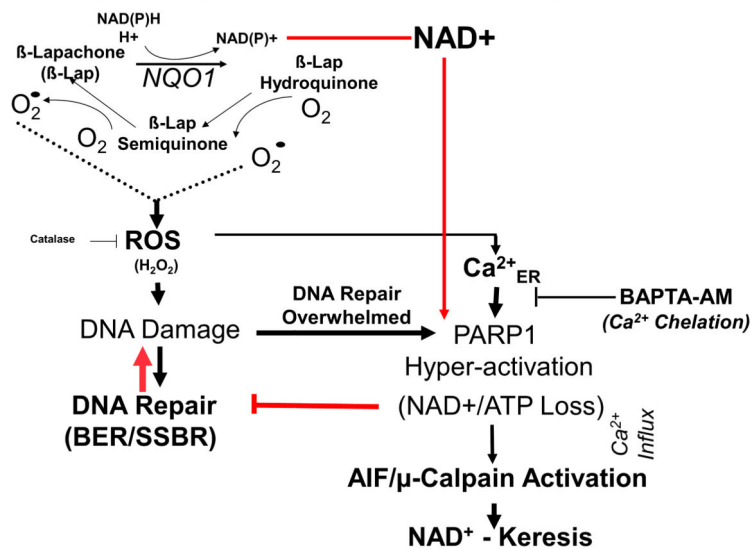 NAD(P)H
H+
NAD(P)+
NAD+
ß-Lapachone
(ß-Lap)
NQO1
ß-Lap
Hydroquinone
O₂•
O₂
ß-Lap
Semiquinone
O₂
O₂•
Catalase
ROS
(H₂O₂)
Ca²⁺ER
DNA Repair
Overwhelmed
BAPTA-AM
(Ca²⁺ Chelation)
DNA Damage
PARP1
Hyper-activation
DNA Repair
(BER/SSBR)
(NAD+/ATP Loss)
Ca²⁺
Influx
AIF/µ-Calpain Activation
NAD⁺ - Keresis